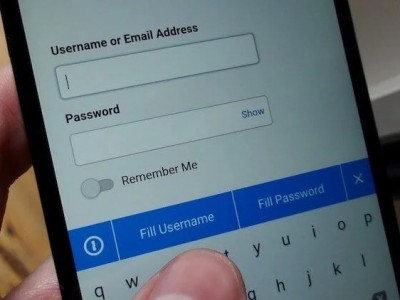 Username or Email Address
Password
Show
Remember Me
Fill Username
Fill Password
q w t y u i o p
g h j k l